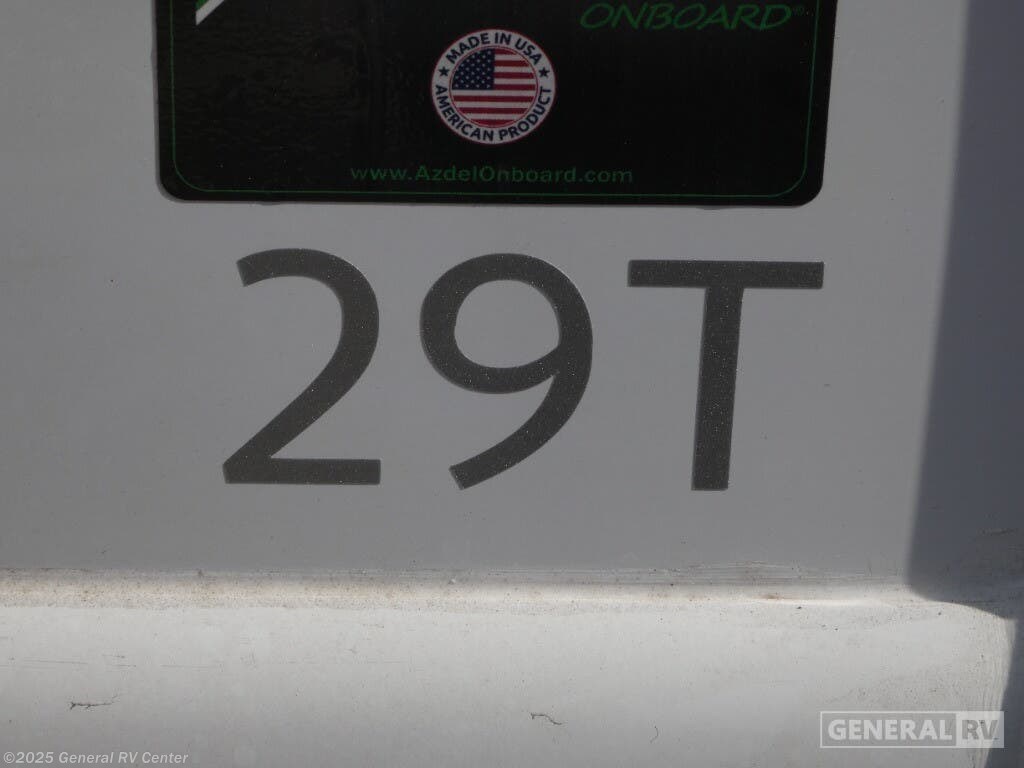 ONBOARD®
MADE IN USA
AMERICAN PRODUCT
www.AzdelOnboard.com
29T
GENERAL RV
©2025 General RV Center